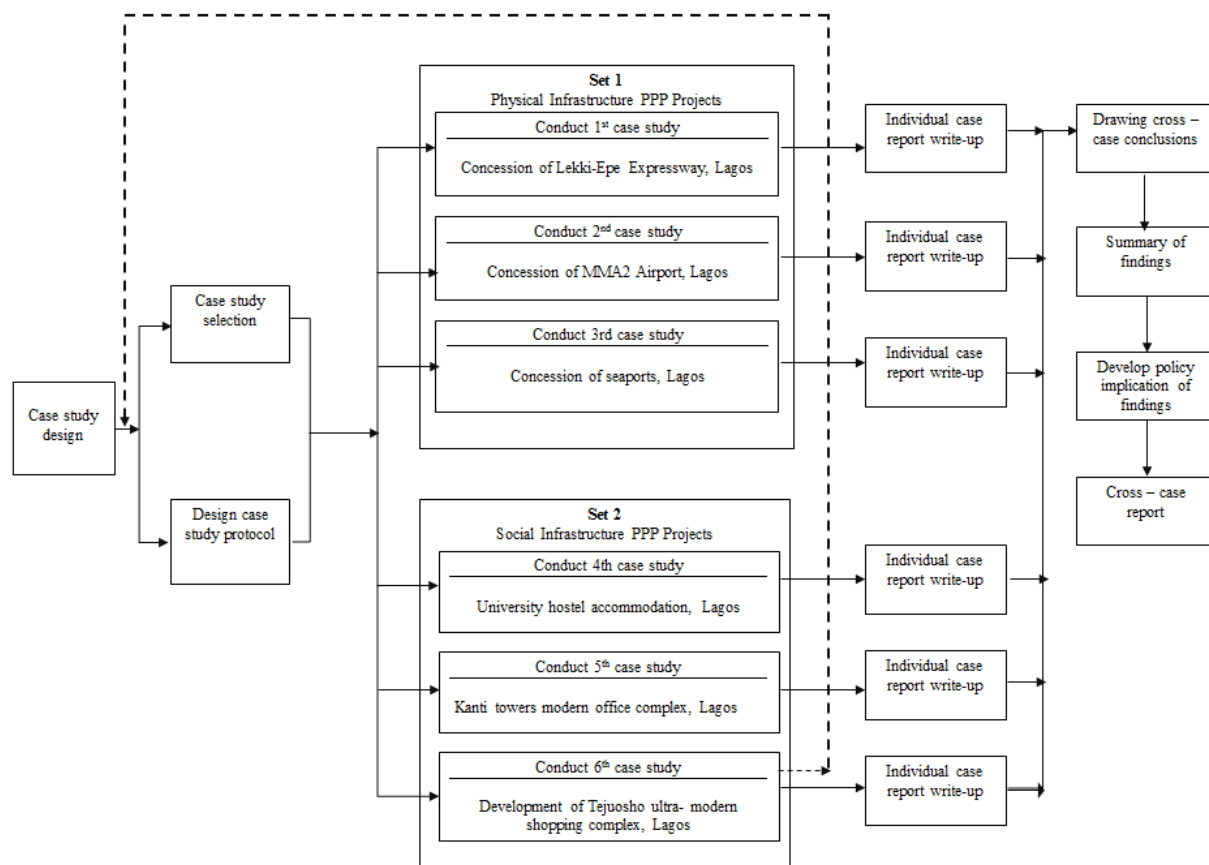 Case study
design
Case study
selection
Design case
study protocol
Set 1
Physical Infrastructure PPP Projects
Conduct 1st case study
Concession of Lekki-Epe Expressway, Lagos
Conduct 2nd case study
Concession of MMA2 Airport, Lagos
Conduct 3rd case study
Concession of seaports, Lagos
Set 2
Social Infrastructure PPP Projects
Conduct 4th case study
University hostel accommodation, Lagos
Conduct 5th case study
Kanti towers modern office complex, Lagos
Conduct 6th case study
Development of Tejuosho ultra- modern
shopping complex, Lagos
Individual case
report write-up
Individual case
report write-up
Individual case
report write-up
Individual case
report write-up
Individual case
report write-up
Individual case
report write-up
Drawing cross –
case conclusions
Summary of
findings
Develop policy
implication of
findings
Cross – case
report